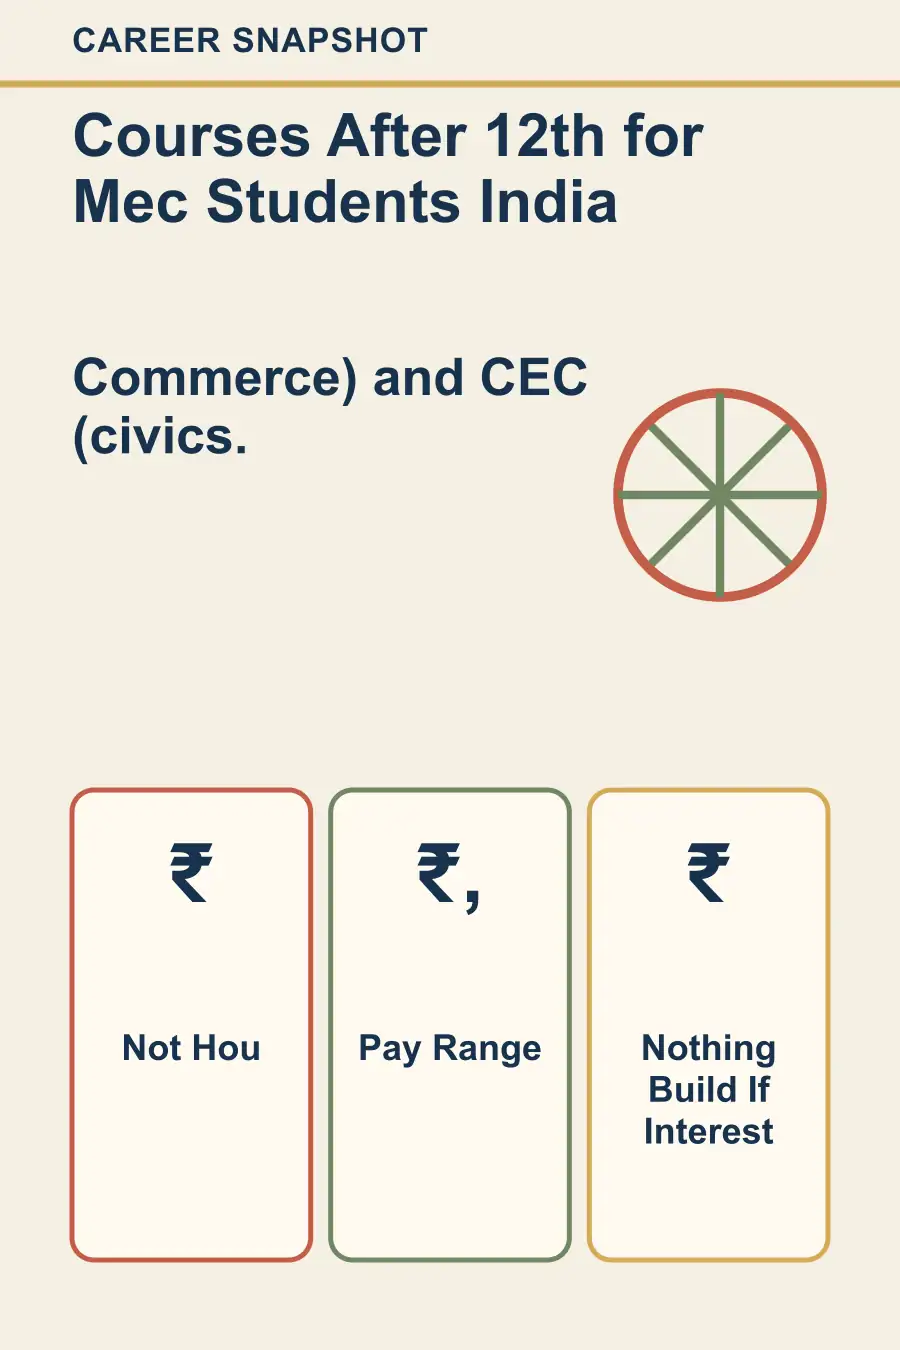 CAREER SNAPSHOT
Courses After 12th for
Mec Students India
Commerce) and CEC
(civics.
₹
Not Hou
₹,
Pay Range
₹
Nothing
Build If
Interest